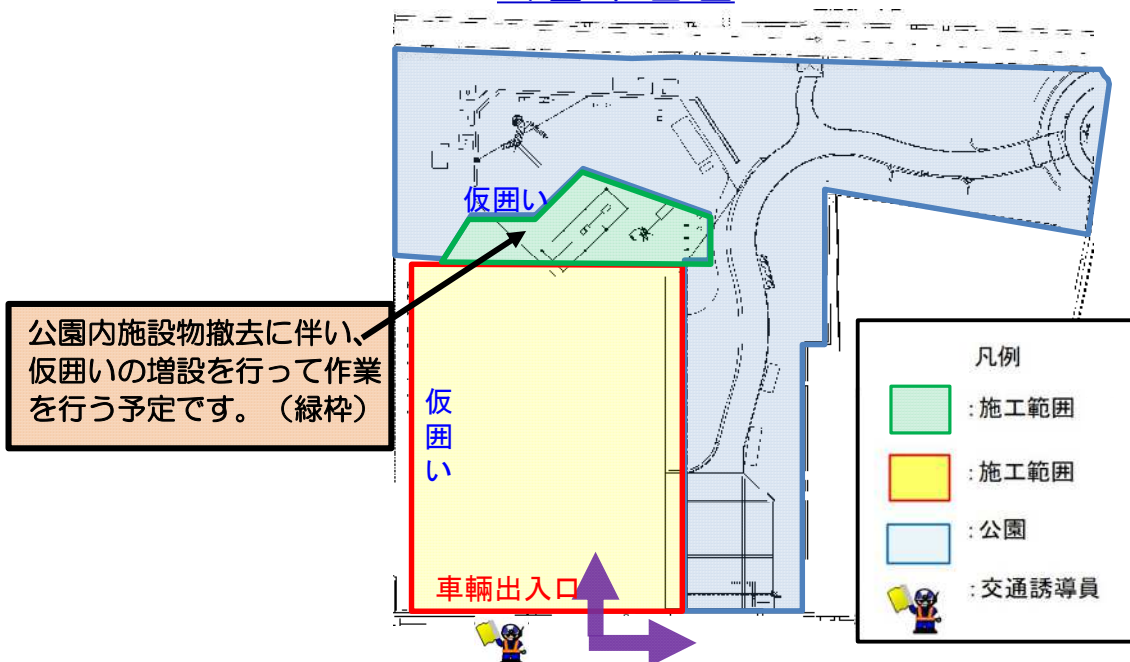 仮囲い
公園内施設物撤去に伴い、
仮囲いの増設を行って作業
を行う予定です。（緑枠）
仮囲い
車輌出入口
凡例
：施工範囲
：施工範囲
：公園
：交通誘導員